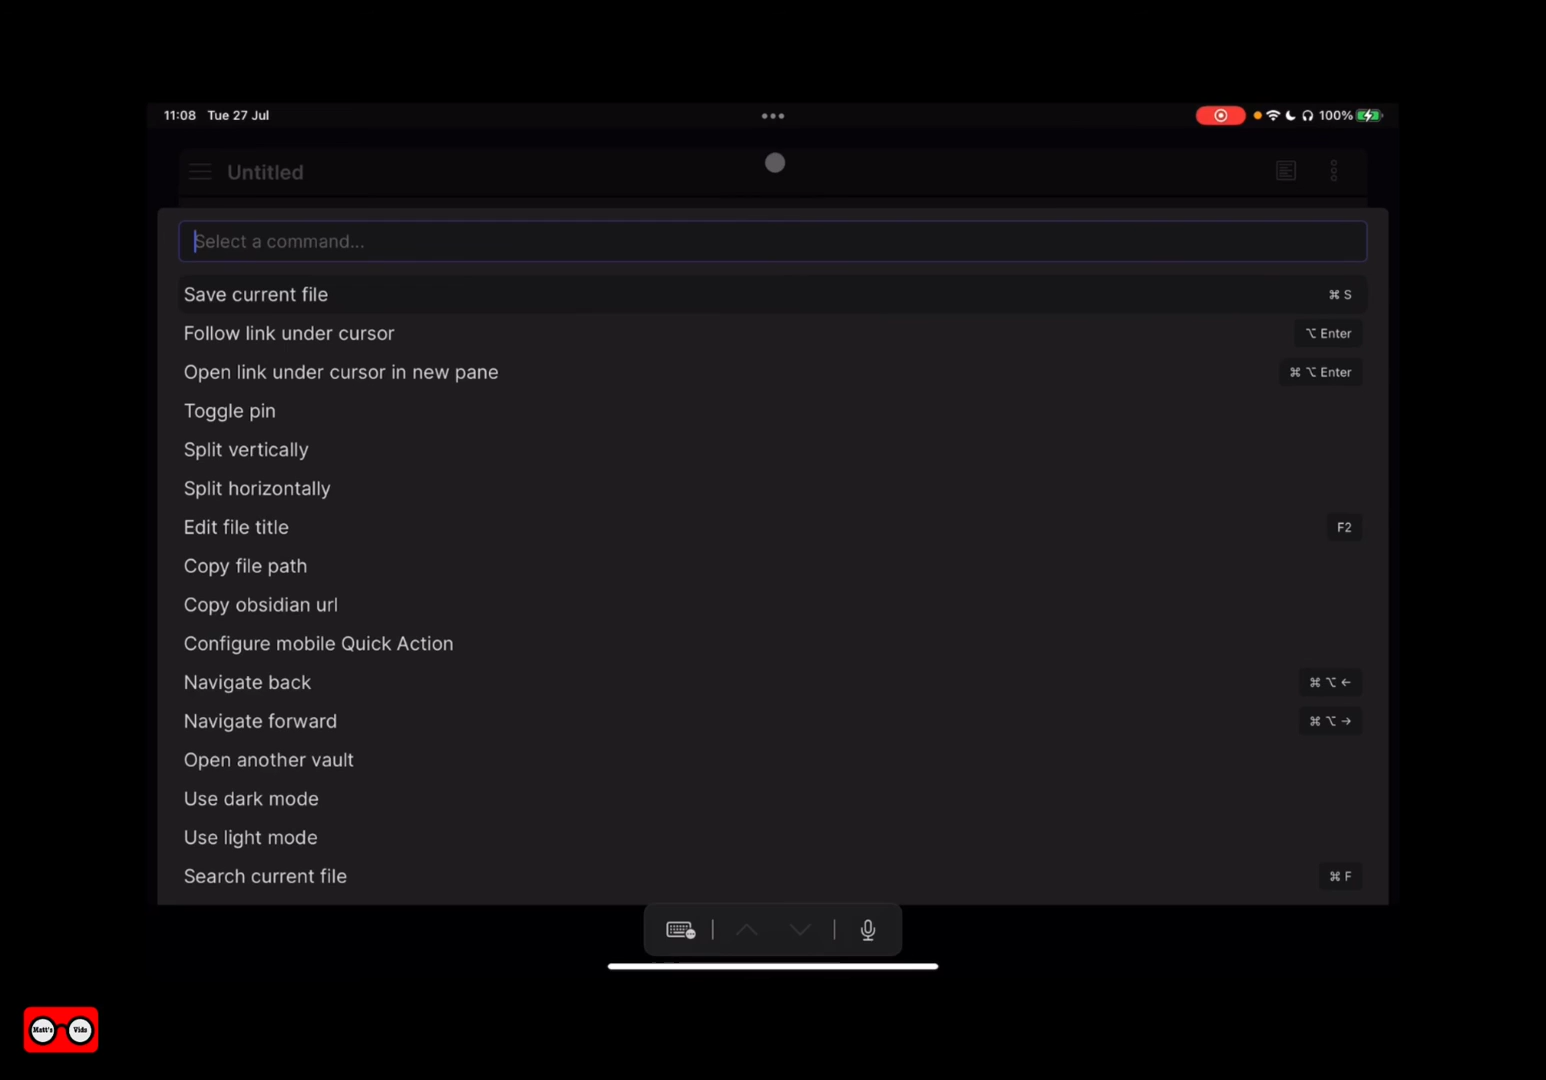 11:08 Tue 27 Jul
100%
Untitled
Select a command...
Save current file ⌘ S
Follow link under cursor ⌥ Enter
Open link under cursor in new pane ⌘ ⌥ Enter
Toggle pin
Split vertically
Split horizontally
Edit file title F2
Copy file path
Copy obsidian url
Configure mobile Quick Action
Navigate back ⌘ ⌥ ←
Navigate forward ⌘ ⌥ →
Open another vault
Use dark mode
Use light mode
Search current file ⌘ F
Matt's Vids